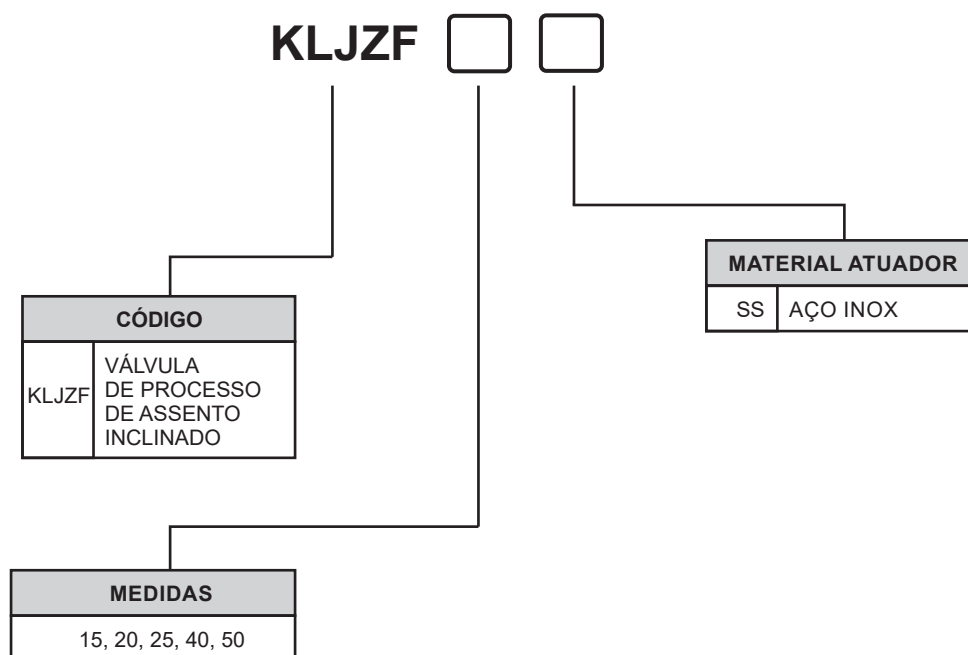 KLJZF
MATERIAL ATUADOR
SS AÇO INOX
CÓDIGO
KLJZF
VÁLVULA
DE PROCESSO
DE ASSENTO
INCLINADO
MEDIDAS
15, 20, 25, 40, 50